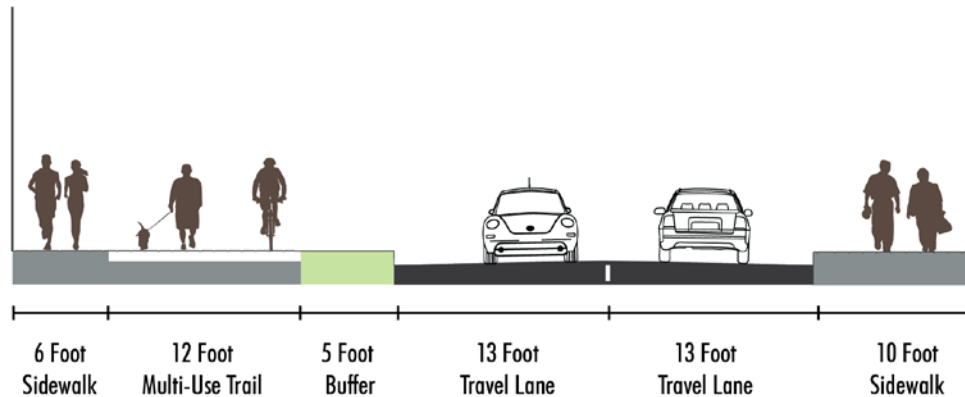 6 Foot
Sidewalk
12 Foot
Multi-Use Trail
5 Foot
Buffer
13 Foot
Travel Lane
13 Foot
Travel Lane
10 Foot
Sidewalk